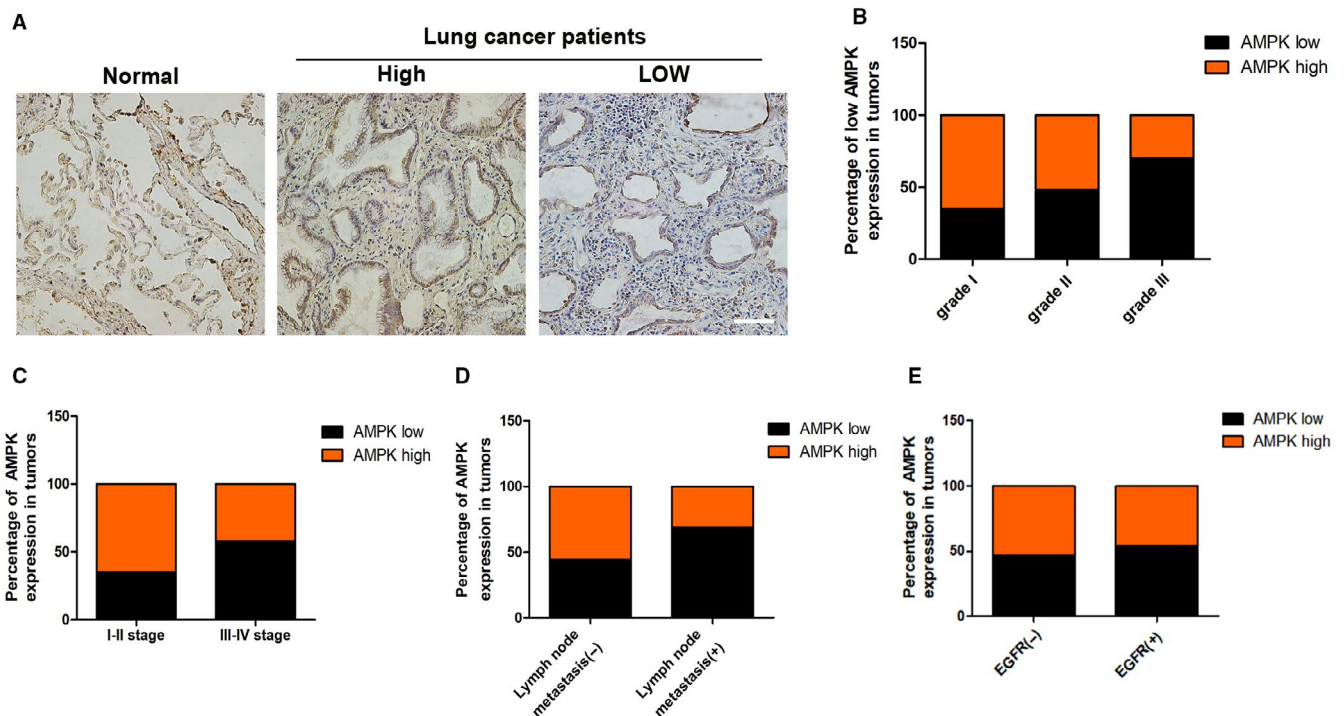 A
Lung cancer patients
Normal
High
LOW
B
Percentage of low AMPK
expression in tumors
150
100
50
0
grade I
grade II
grade III
AMPK low
AMPK high
C
Percentage of AMPK
expression in tumors
150
100
50
0
I-II stage
III-IV stage
AMPK low
AMPK high
D
Percentage of AMPK
expression in tumors
150
100
50
0
Lymph node
metastasis(−)
Lymph node
metastasis(+)
AMPK low
AMPK high
E
Percentage of AMPK
expression in tumors
150
100
50
0
EGFR(−)
EGFR(+)
AMPK low
AMPK high